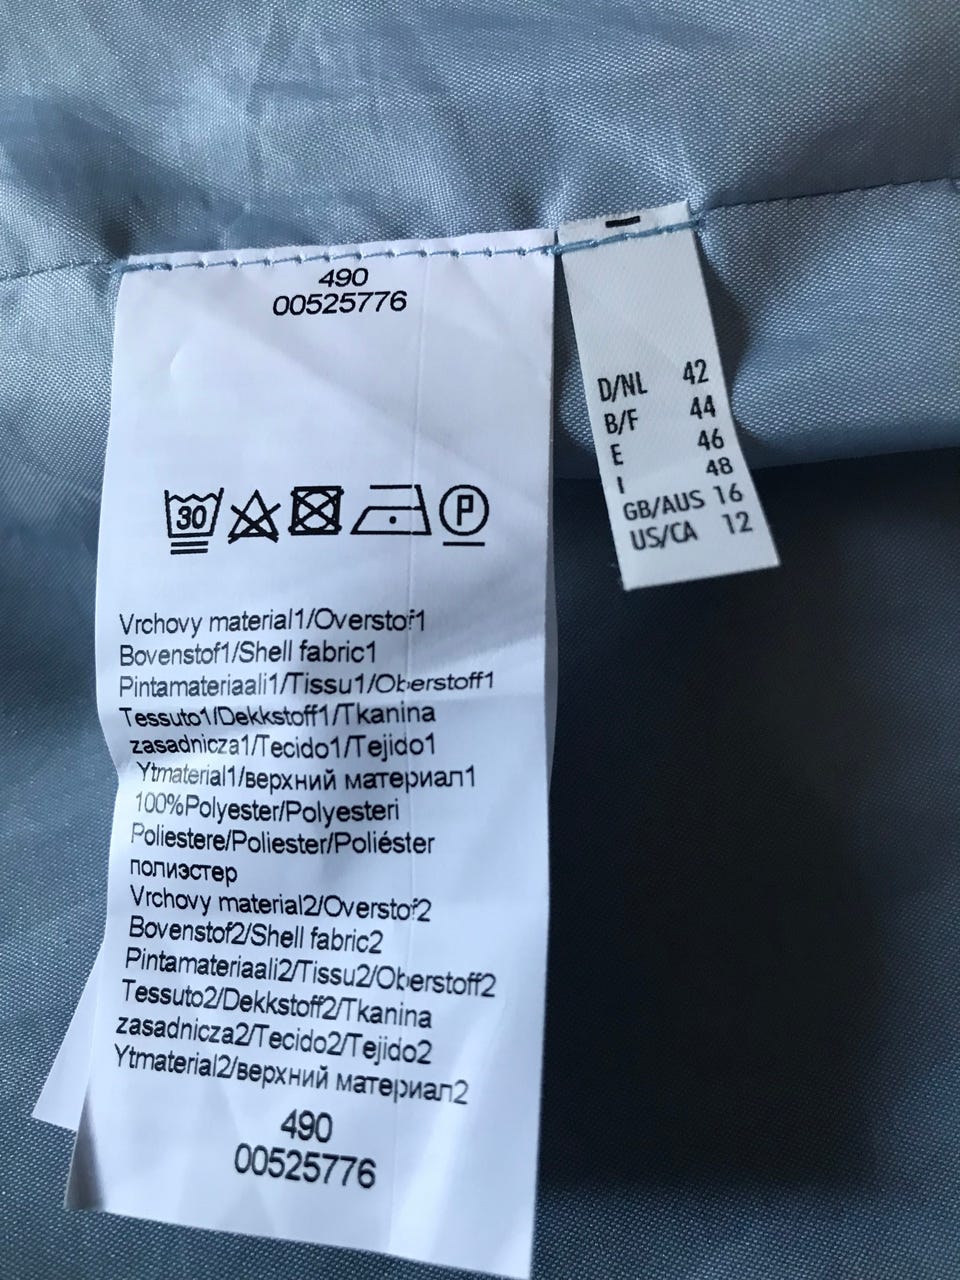 490
00525776
30
P
Vrchovy material1/Overstof1
Bovenstof1/Shell fabric1
Pintamateriaali1/Tissu1/Oberstoff1
Tessuto1/Dekkstoff1/Tkanina
zasadnicza1/Tecido1/Tejido1
Ytmaterial1/верхний материал1
100%Polyester/Polyesteri
Poliestere/Poliester/Poliéster
полиэстер
Vrchovy material2/Overstof2
Bovenstof2/Shell fabric2
Pintamateriaali2/Tissu2/Oberstoff2
Tessuto2/Dekkstoff2/Tkanina
zasadnicza2/Tecido2/Tejido2
Ytmaterial2/верхний материал2
490
00525776
D/NL 42
B/F 44
E 46
I 48
GB/AUS 16
US/CA 12